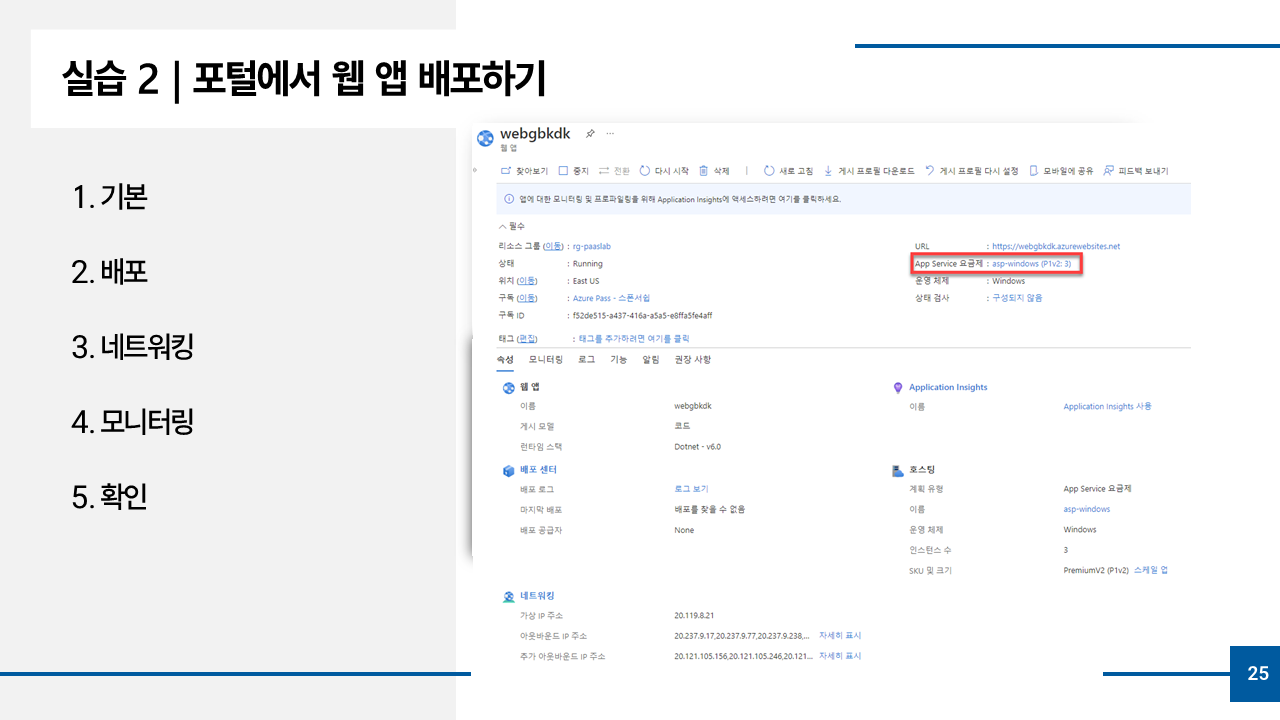 실습 2 | 포털에서 웹 앱 배포하기
1. 기본
2. 배포
3. 네트워킹
4. 모니터링
5. 확인
webgbkdk
웹 앱
찾아보기 중지 전환 다시 시작 삭제 새로 고침 게시 프로필 다운로드 게시 프로필 다시 설정 모바일에 공유 피드백 보내기
앱에 대한 모니터링 및 프로파일링을 위해 Application Insights에 액세스하려면 여기를 클릭하세요.
필수
리소스 그룹 (이동) : rg-paaslab
상태 : Running
위치 (이동) : East US
구독 (이동) : Azure Pass - 스폰서쉽
구독 ID : f52de515-a437-416a-a5a5-e8ffa5fe4aff
URL : https://webgbkdk.azurewebsites.net
App Service 요금제 : asp-windows (P1v2: 3)
운영 체제 : Windows
상태 검사 : 구성되지 않음
태그 (편집) : 태그를 추가하려면 여기를 클릭
속성 모니터링 로그 기능 알림 권장 사항
웹 앱
이름 webgbkdk
게시 모델 코드
런타임 스택 Dotnet - v6.0
배포 센터
배포 로그 로그 보기
마지막 배포 배포를 찾을 수 없음
배포 공급자 None
네트워킹
가상 IP 주소 20.119.8.21
아웃바운드 IP 주소 20.237.9.17,20.237.9.77,20.237.9.238,... 자세히 표시
추가 아웃바운드 IP 주소 20.121.105.156,20.121.105.246,20.121... 자세히 표시
Application Insights
이름 Application Insights 사용
호스팅
계획 유형 App Service 요금제
이름 asp-windows
운영 체제 Windows
인스턴스 수 3
SKU 및 크기 PremiumV2 (P1v2) 스케일 업
25